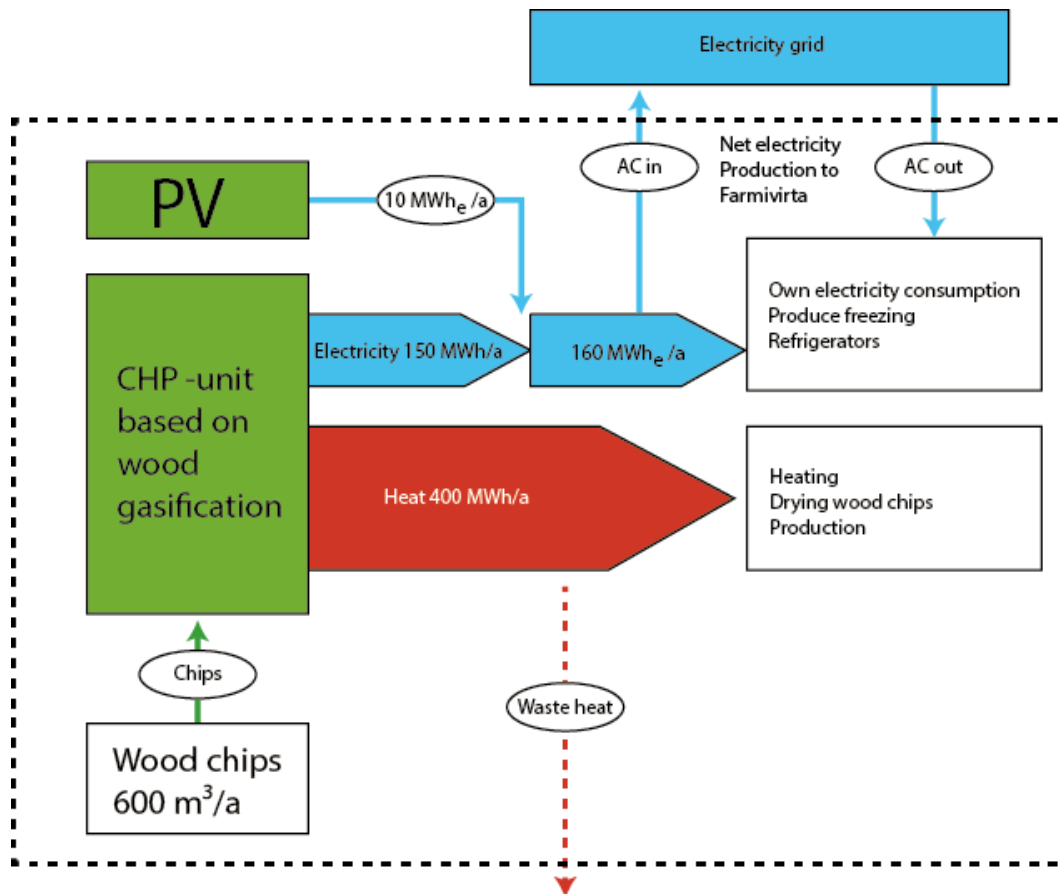 Electricity grid
AC in
Net electricity
Production to
Farmivirta
AC out
PV
10 MWhe /a
Own electricity consumption
Produce freezing
Refrigerators
Electricity 150 MWh/a
160 MWhe /a
CHP -unit
based on
wood
gasification
Heat 400 MWh/a
Heating
Drying wood chips
Production
Chips
Waste heat
Wood chips
600 m³/a